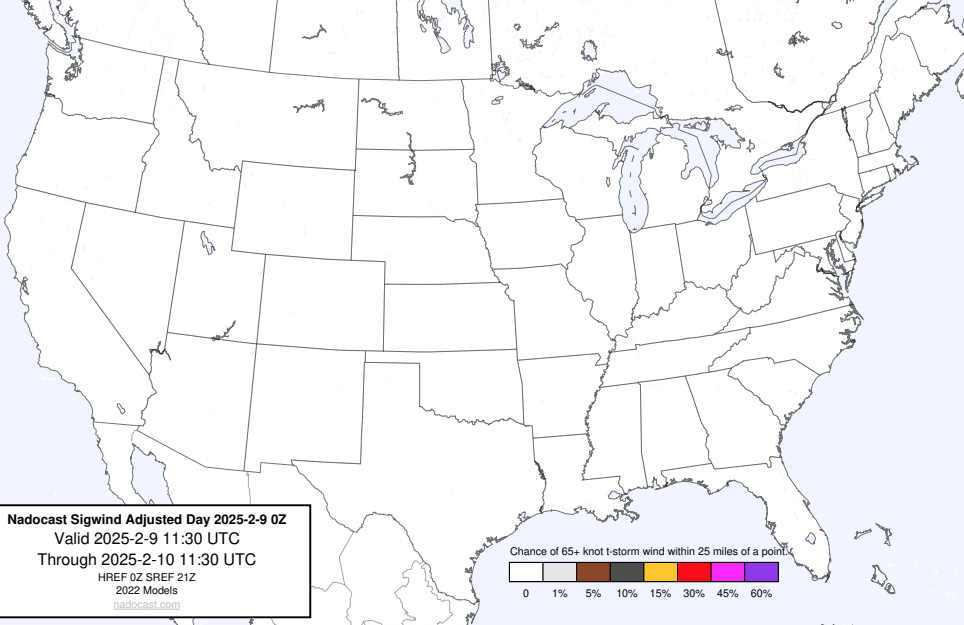 Nadocast Sigwind Adjusted Day 2025-2-9 0Z
Valid 2025-2-9 11:30 UTC
Through 2025-2-10 11:30 UTC
HREF 0Z SREF 21Z
2022 Models
nadocast.com
Chance of 65+ knot t-storm wind within 25 miles of a point.
0 1% 5% 10% 15% 30% 45% 60%